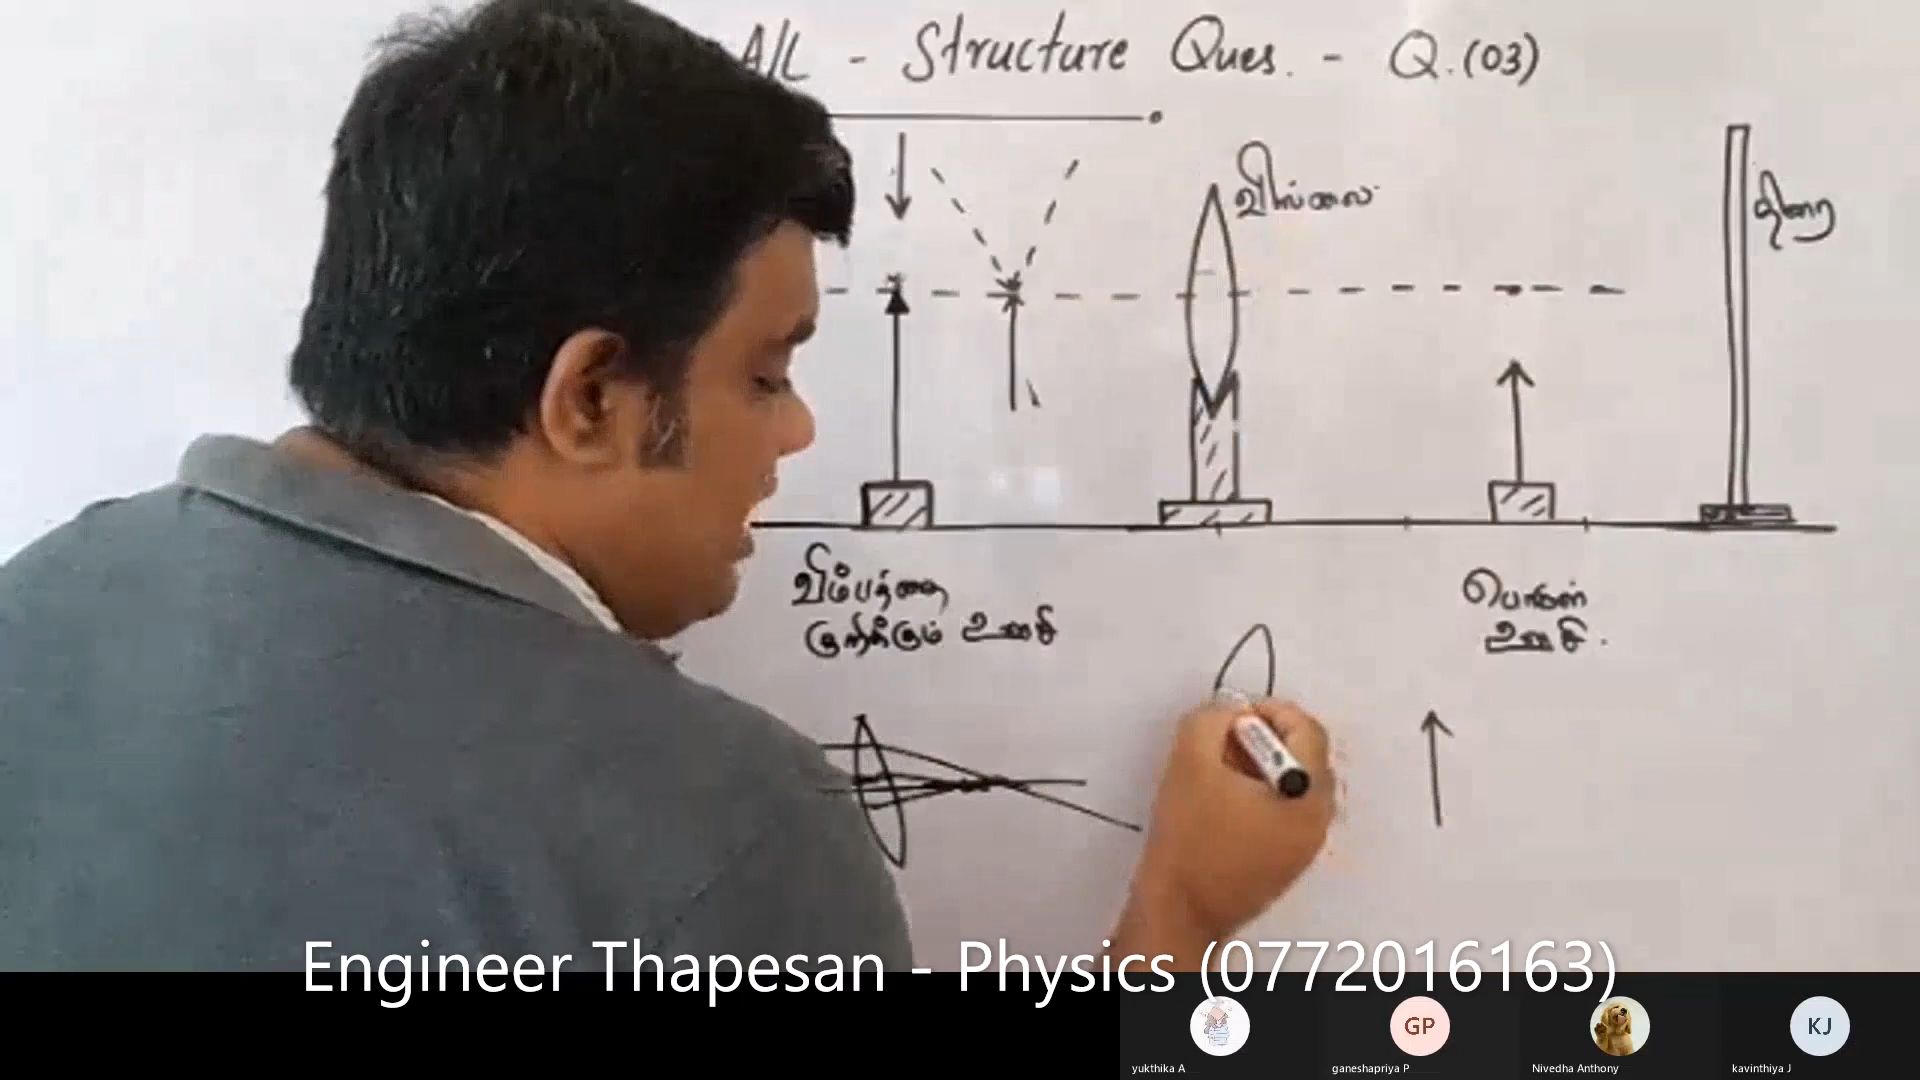 A/L - Structure Ques. - Q.(03)
வில்லை
திரை
விம்பத்தை
குறிக்கும் ஊசி
பொருள்
ஊசி.
Engineer Thapesan - Physics (0772016163)
GP
KJ
yukthika A
ganeshapriya P
Nivedha Anthony
kavinthiya J